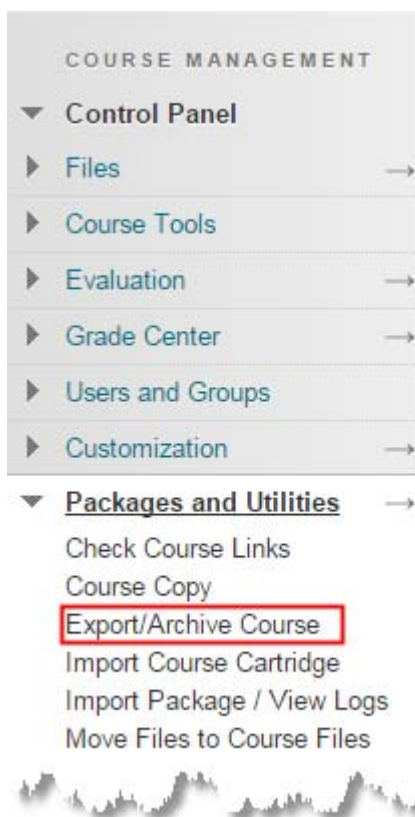 COURSE MANAGEMENT
Control Panel
Files
Course Tools
Evaluation
Grade Center
Users and Groups
Customization
Packages and Utilities
Check Course Links
Course Copy
Export/Archive Course
Import Course Cartridge
Import Package / View Logs
Move Files to Course Files